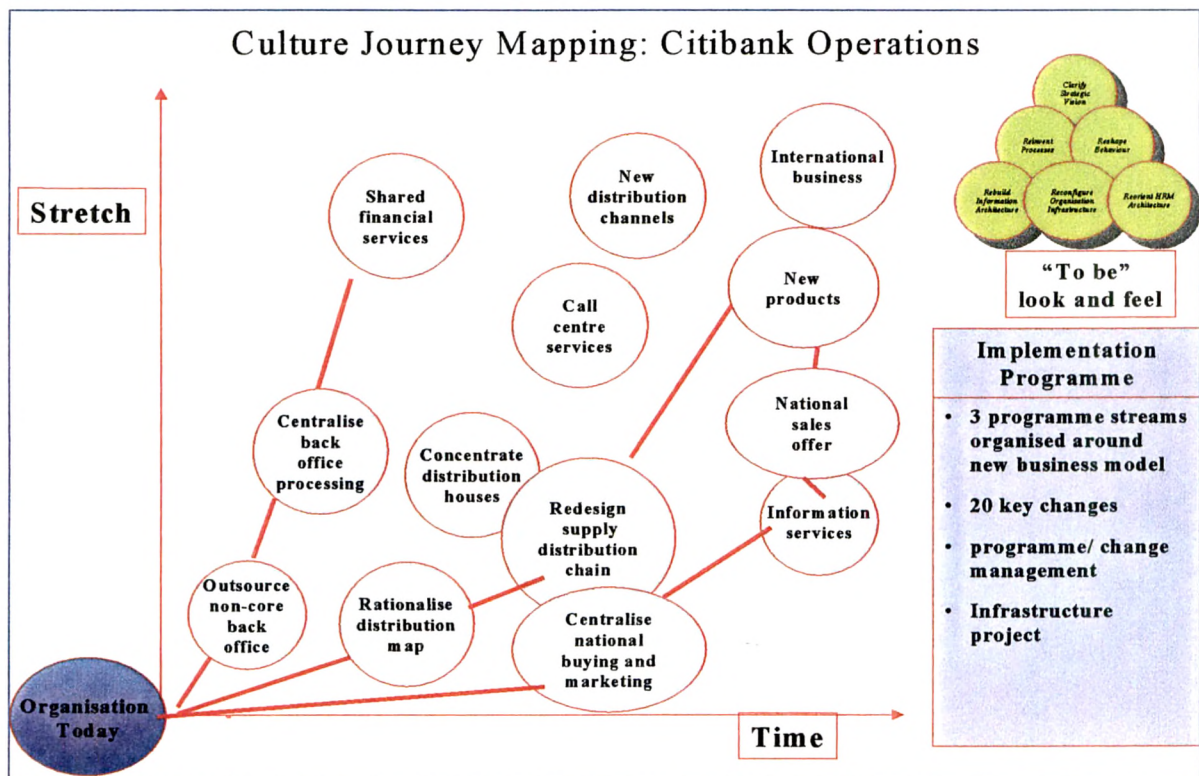 Culture Journey Mapping: Citibank Operations
Clarify
Strategic
Vision
Reinvent
Processes
Reshape
Behaviour
Rebuild
Information
Architecture
Reconfigure
Organisation
Infrastructure
Reorient HRM
Architecture
"To be"
look and feel
Stretch
Shared
financial
services
New
distribution
channels
International
business
Call
centre
services
New
products
Centralise
back
office
processing
Concentrate
distribution
houses
National
sales
offer
Redesign
supply
distribution
chain
Information
services
Outsource
non-core
back
office
Rationalise
distribution
map
Centralise
national
buying and
marketing
Organisation
Today
Time
Implementation
Programme
• 3 programme streams
organised around
new business model
• 20 key changes
• programme/ change
management
• Infrastructure
project